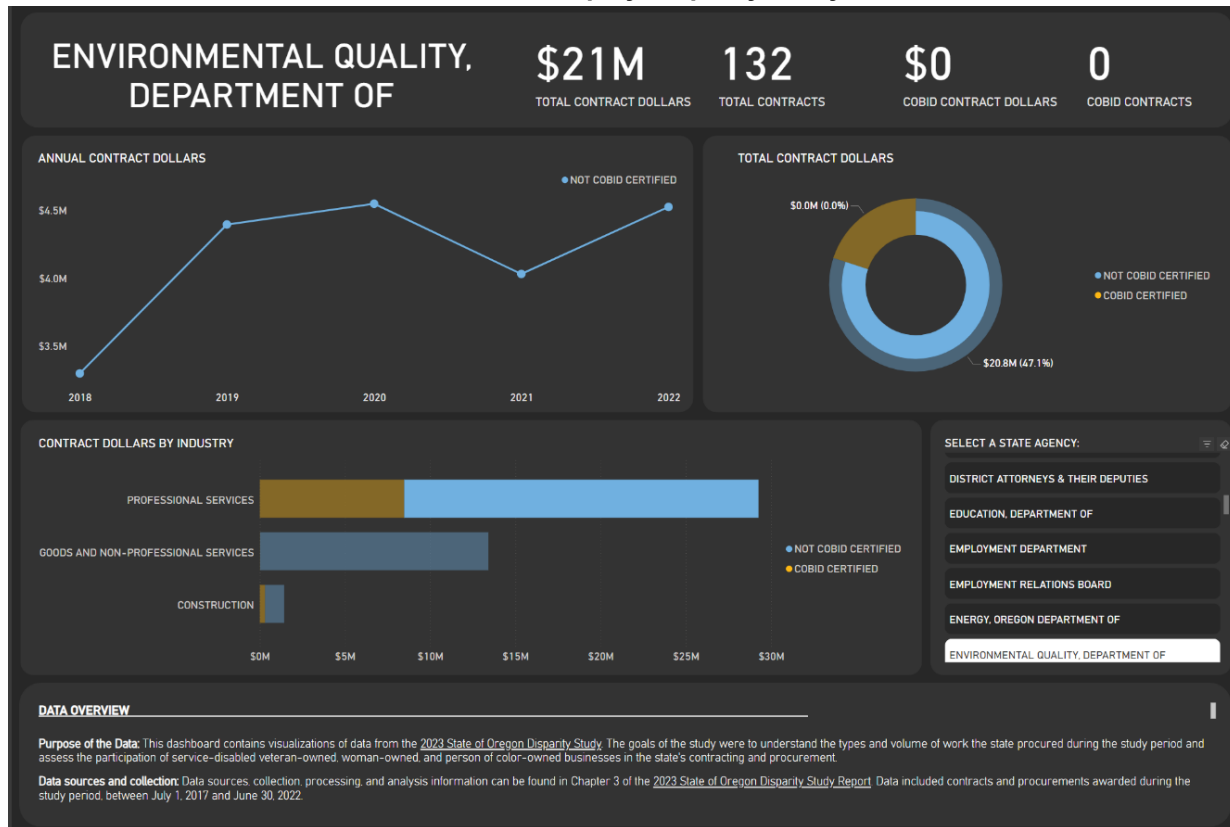 ENVIRONMENTAL QUALITY,
DEPARTMENT OF
$21M
TOTAL CONTRACT DOLLARS
132
TOTAL CONTRACTS
$0
COBID CONTRACT DOLLARS
0
COBID CONTRACTS
ANNUAL CONTRACT DOLLARS
NOT COBID CERTIFIED
$4.5M
$4.0M
$3.5M
2018
2019
2020
2021
2022
TOTAL CONTRACT DOLLARS
$0.0M (0.0%)
NOT COBID CERTIFIED
COBID CERTIFIED
$20.8M (47.1%)
CONTRACT DOLLARS BY INDUSTRY
PROFESSIONAL SERVICES
GOODS AND NON-PROFESSIONAL SERVICES
CONSTRUCTION
NOT COBID CERTIFIED
COBID CERTIFIED
$0M
$5M
$10M
$15M
$20M
$25M
$30M
SELECT A STATE AGENCY:
DISTRICT ATTORNEYS & THEIR DEPUTIES
EDUCATION, DEPARTMENT OF
EMPLOYMENT DEPARTMENT
EMPLOYMENT RELATIONS BOARD
ENERGY, OREGON DEPARTMENT OF
ENVIRONMENTAL QUALITY, DEPARTMENT OF
DATA OVERVIEW
Purpose of the Data: This dashboard contains visualizations of data from the 2023 State of Oregon Disparity Study. The goals of the study were to understand the types and volume of work the state procured during the study period and
assess the participation of service-disabled veteran-owned, woman-owned, and person of color-owned businesses in the state's contracting and procurement.
Data sources and collection: Data sources, collection, processing, and analysis information can be found in Chapter 3 of the 2023 State of Oregon Disparity Study Report. Data included contracts and procurements awarded during the
study period, between July 1, 2017 and June 30, 2022.